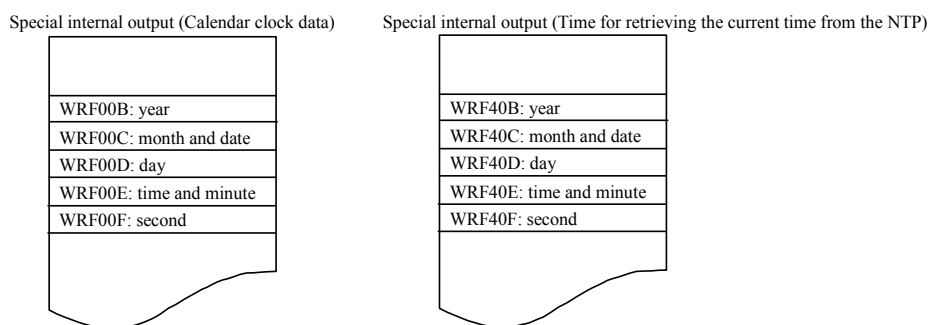 Special internal output (Calendar clock data)
WRF00B: year
WRF00C: month and date
WRF00D: day
WRF00E: time and minute
WRF00F: second
Special internal output (Time for retrieving the current time from the NTP)
WRF40B: year
WRF40C: month and date
WRF40D: day
WRF40E: time and minute
WRF40F: second